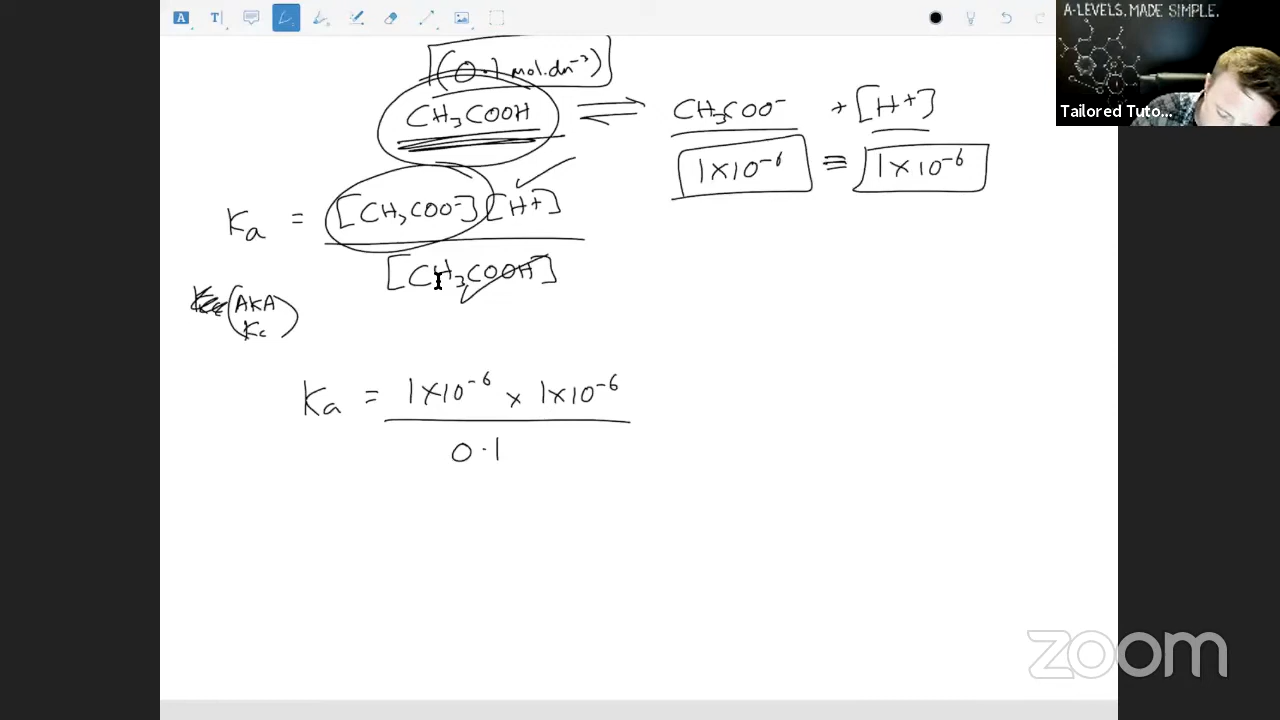 A-LEVELS. MADE SIMPLE.
Tailored Tuto...
(0.1 mol.dm⁻³)
CH₃COOH ⇌ CH₃COO⁻ + [H+]
1×10⁻⁶ ≡ 1×10⁻⁶
Ka = [CH₃COO⁻][H+]
[CH₃COOH]
(AKA
Kc)
Ka = 1×10⁻⁶ × 1×10⁻⁶
0.1
zoom